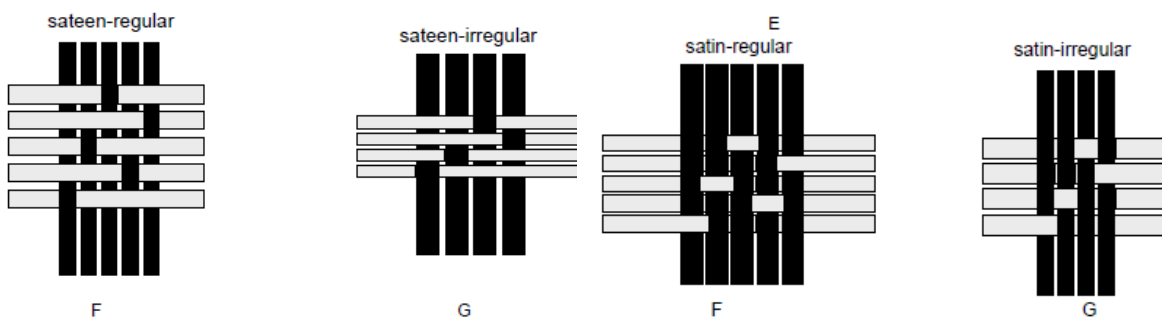 sateen-regular
sateen-irregular
E
satin-regular
satin-irregular
F
G
F
G